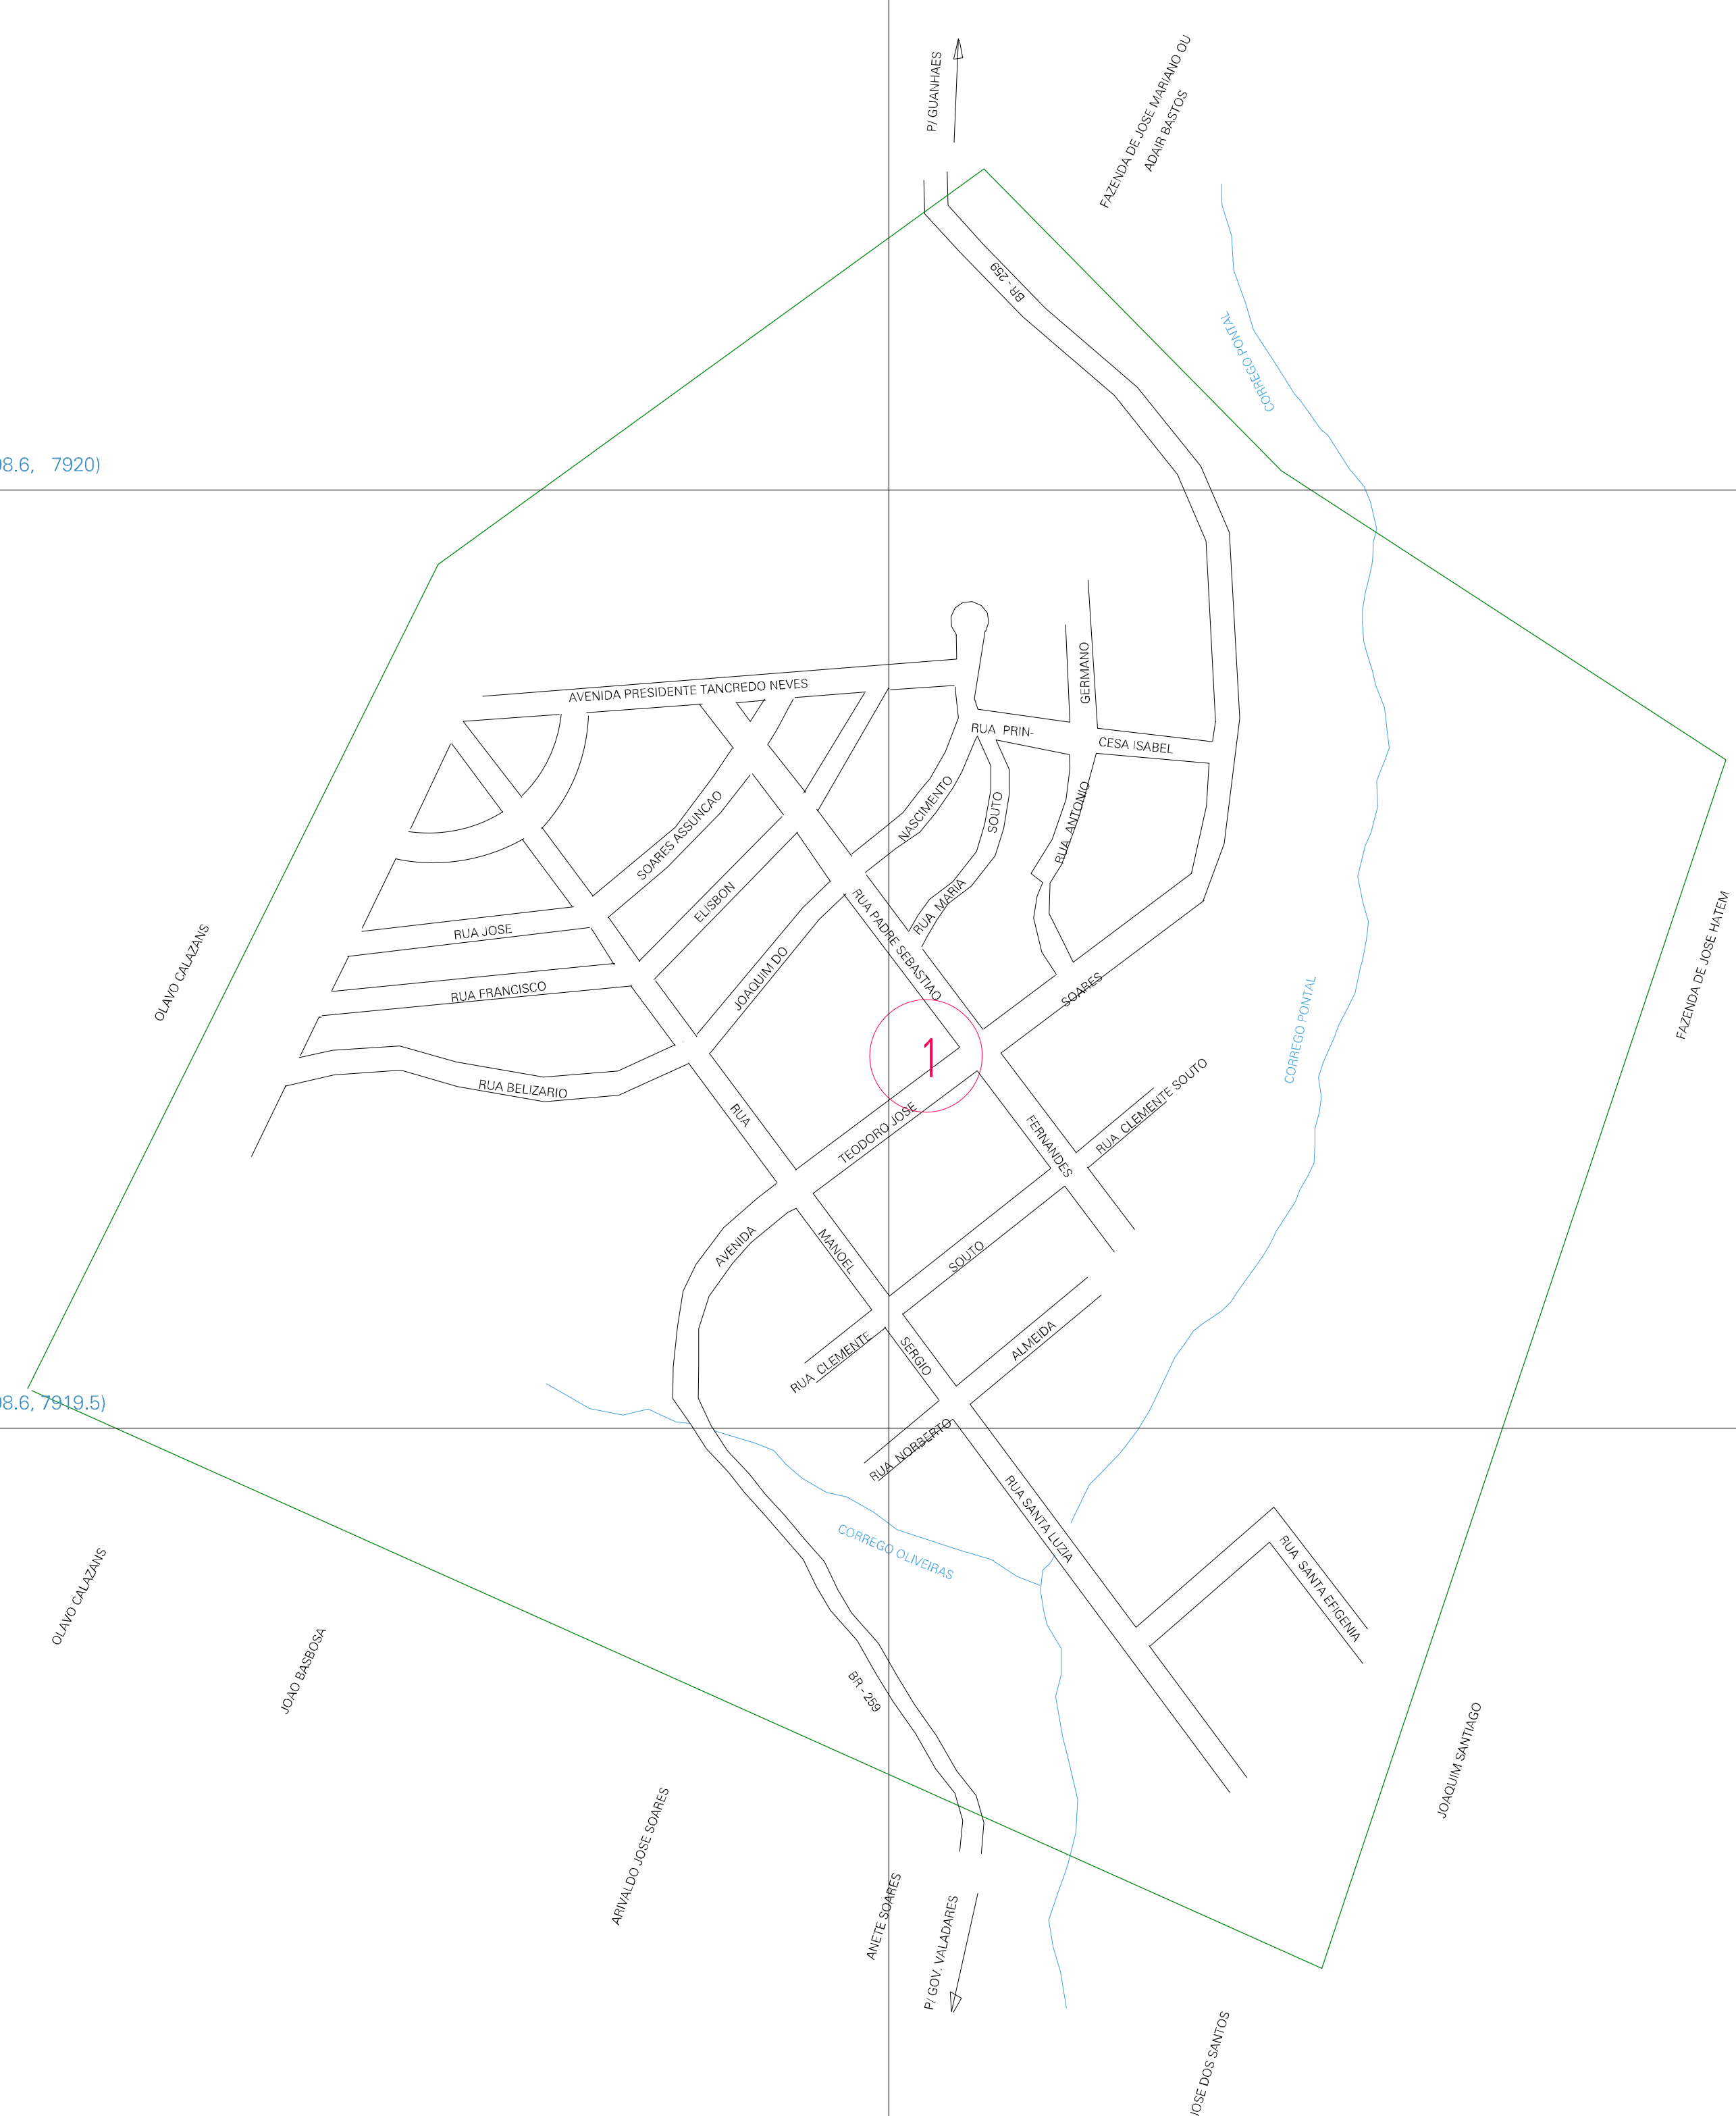 P/ GUANHAES
FAZENDA DE JOSE MARIANO OU
ADAIR BASTOS
BR - 259
CORREGO PONTAL
98.6, 7920)
AVENIDA PRESIDENTE TANCREDO NEVES
GERMANO
RUA PRIN-
CESA ISABEL
SOARES ASSUNCAO
NASCIMENTO
SOUTO
RUA ANTONIO
ELISBON
RUA MARIA
RUA PADRE SEBASTIAO
RUA JOSE
RUA FRANCISCO
JOAQUIM DO
SOARES
OLAVO CALAZANS
FAZENDA DE JOSE HATEM
CORREGO PONTAL
1
RUA BELIZARIO
RUA
TEODORO JOSE
FERNANDES
RUA CLEMENTE SOUTO
AVENIDA
MANOEL
SOUTO
RUA CLEMENTE
SERGIO
ALMEIDA
98.6, 7919.5)
RUA NORBERTO
RUA SANTA LUZIA
CORREGO OLIVEIRAS
RUA SANTA EFIGENIA
OLAVO CALAZANS
JOAO BASBOSA
BR - 259
JOAQUIM SANTIAGO
ARIVALDO JOSE SOARES
ANETE SOARES
P/ GOV. VALADARES
JOSE DOS SANTOS